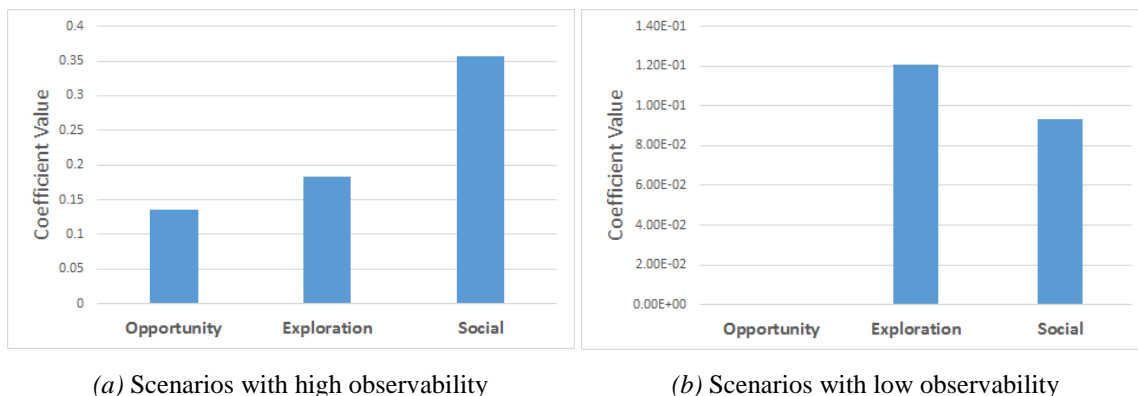 0.4
0.35
0.3
0.25
0.2
0.15
0.1
0.05
0
Coefficient Value
Opportunity Exploration Social
(a) Scenarios with high observability
1.40E-01
1.20E-01
1.00E-01
8.00E-02
6.00E-02
4.00E-02
2.00E-02
0.00E+00
Coefficient Value
Opportunity Exploration Social
(b) Scenarios with low observability